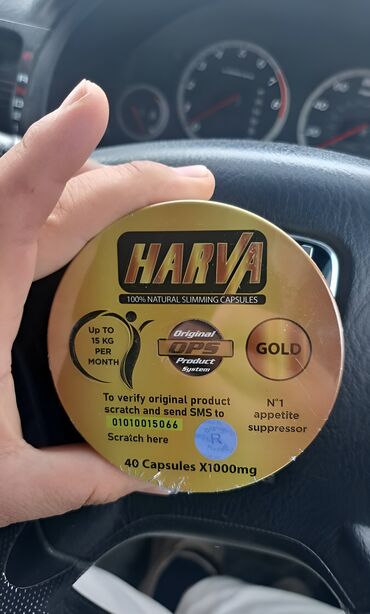 HARVA
100% NATURAL SLIMMING CAPSULES
Up TO
15 KG
PER
MONTH
Original
OPS
Product
System
GOLD
To verify original product
scratch and send SMS to
01010015066
Scratch here
R
N°1
appetite
suppressor
40 Capsules X1000mg